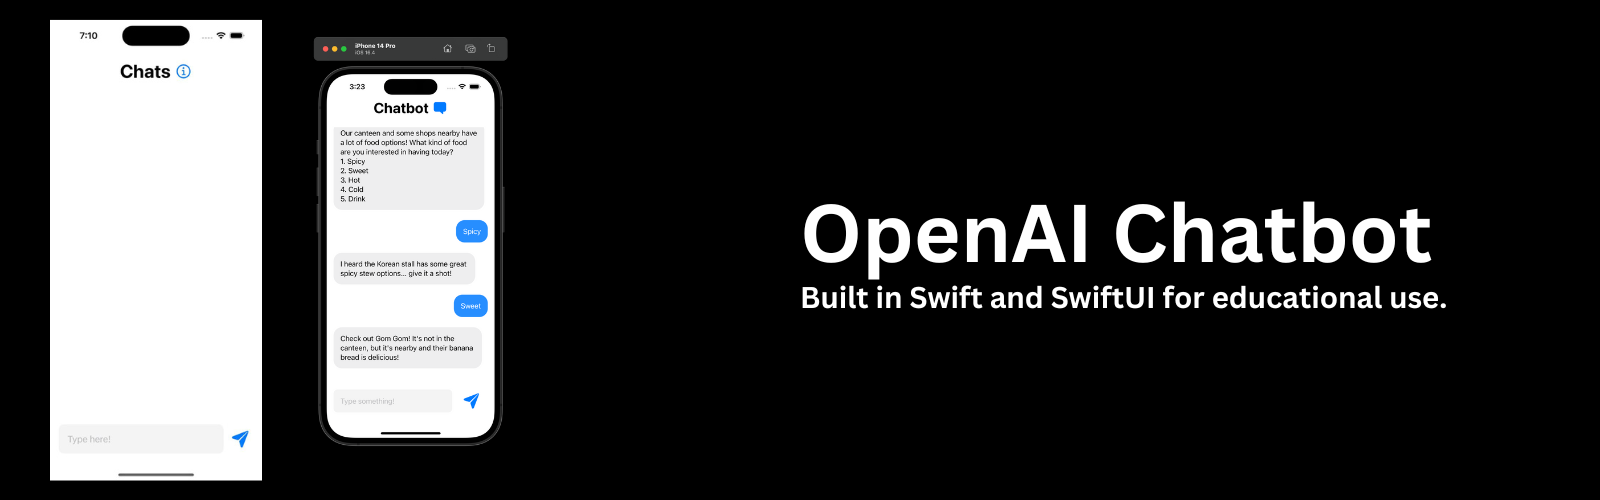 7:10
Chats
Type here!
iPhone 14 Pro
iOS 16.4
3:23
Chatbot
Our canteen and some shops nearby have
a lot of food options! What kind of food
are you interested in having today?
1. Spicy
2. Sweet
3. Hot
4. Cold
5. Drink
Spicy
I heard the Korean stall has some great
spicy stew options... give it a shot!
Sweet
Check out Gom Gom! It's not in the
canteen, but it's nearby and their banana
bread is delicious!
Type something!
OpenAI Chatbot
Built in Swift and SwiftUI for educational use.